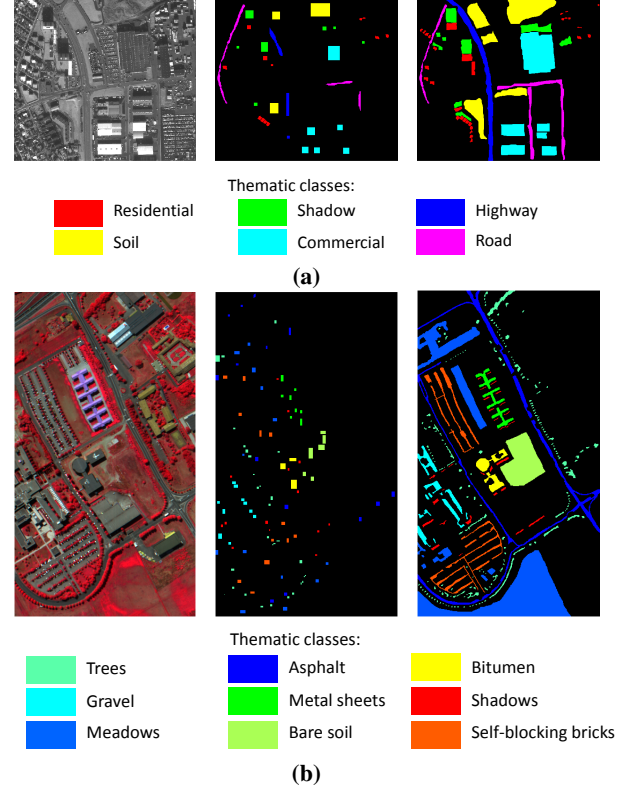 Thematic classes:
Residential Shadow Highway
Soil Commercial Road
(a)
Thematic classes:
Trees Asphalt Bitumen
Gravel Metal sheets Shadows
Meadows Bare soil Self-blocking bricks
(b)